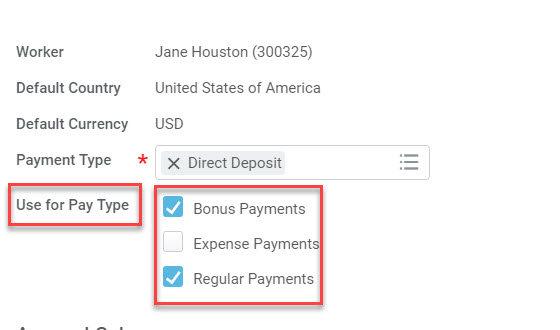 Worker Jane Houston (300325)
Default Country United States of America
Default Currency USD
Payment Type * Direct Deposit
Use for Pay Type Bonus Payments
Expense Payments
Regular Payments